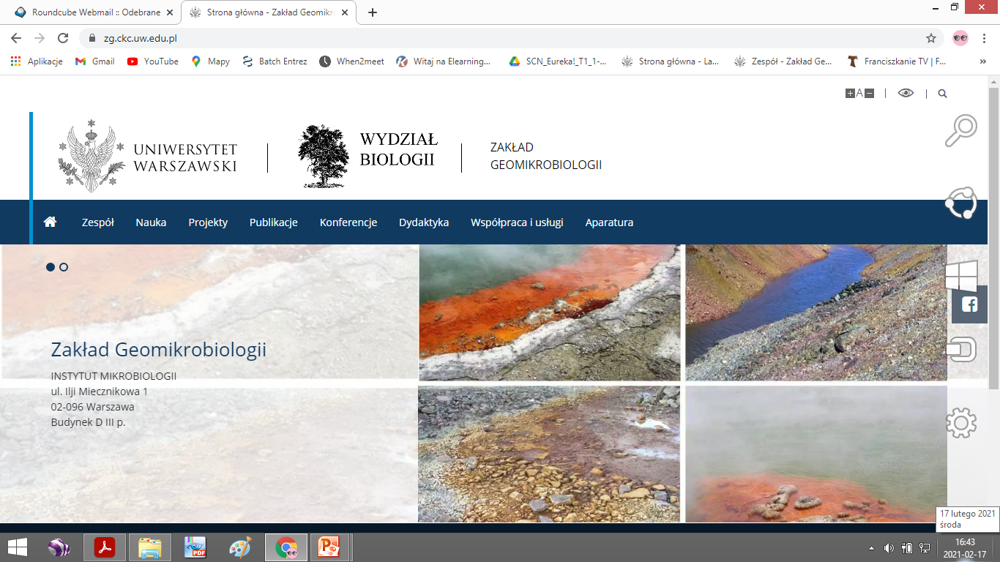 Roundcube Webmail :: Odebrane
Strona główna - Zakład Geomikro
zg.ckc.uw.edu.pl
Aplikacje
Gmail
YouTube
Mapy
Batch Entrez
When2meet
Witaj na Elearning...
SCN_Eureka!_T1_1-...
Strona główna - La...
Zespół - Zakład Ge...
Franciszkanie TV | F...
»
+ A −
UNIWERSYTET
WARSZAWSKI
WYDZIAŁ
BIOLOGII
ZAKŁAD
GEOMIKROBIOLOGII
Zespół
Nauka
Projekty
Publikacje
Konferencje
Dydaktyka
Współpraca i usługi
Aparatura
Zakład Geomikrobiologii
INSTYTUT MIKROBIOLOGII
ul. Ilji Miecznikowa 1
02-096 Warszawa
Budynek D III p.
17 lutego 2021
środa
PDF
16:43
2021-02-17